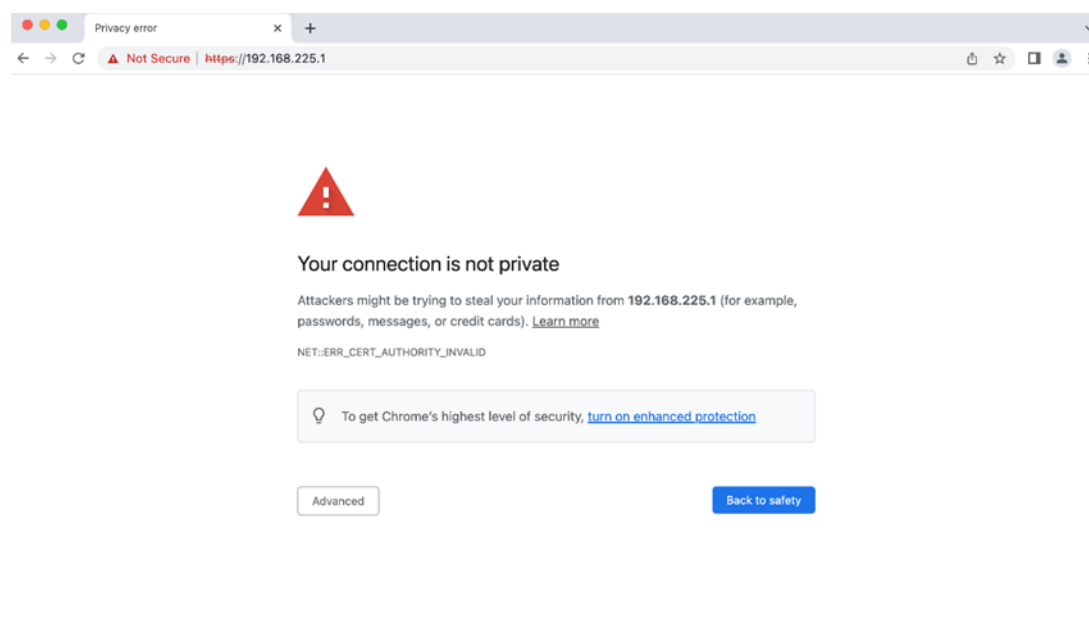 Privacy error
Not Secure | https://192.168.225.1
Your connection is not private
Attackers might be trying to steal your information from 192.168.225.1 (for example,
passwords, messages, or credit cards). Learn more
NET::ERR_CERT_AUTHORITY_INVALID
To get Chrome's highest level of security, turn on enhanced protection
Advanced
Back to safety